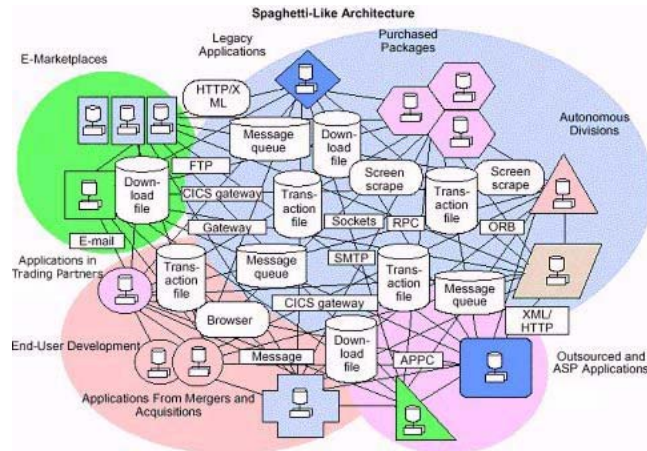 Spaghetti-Like Architecture
Legacy
Applications
Purchased
Packages
E-Marketplaces
HTTP/X
ML
Autonomous
Divisions
Message
queue
Down-
load
file
Screen
scrape
Screen
scrape
FTP
Down-
load
file
CICS gateway
Trans-
action
file
Trans-
action
file
Sockets
RPC
ORB
Gateway
E-mail
Applications in
Trading Partners
Trans-
action
file
Message
queue
SMTP
Trans-
action
file
Message
queue
CICS gateway
XML/
HTTP
Browser
End-User Development
Down-
load
file
Message
APPC
Outsourced and
ASP Applications
Applications From Mergers and
Acquisitions